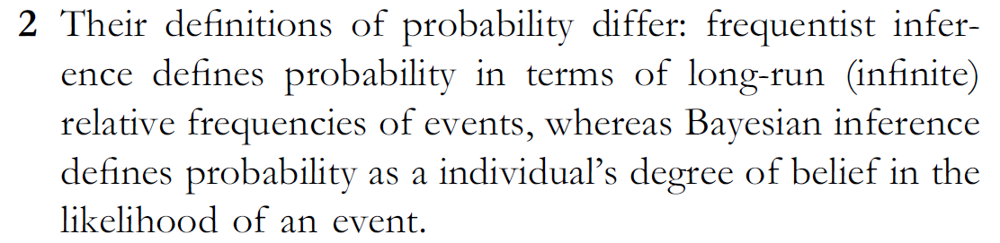 2 Their definitions of probability differ: frequentist infer-
ence defines probability in terms of long-run (infinite)
relative frequencies of events, whereas Bayesian inference
defines probability as a individual’s degree of belief in the
likelihood of an event.